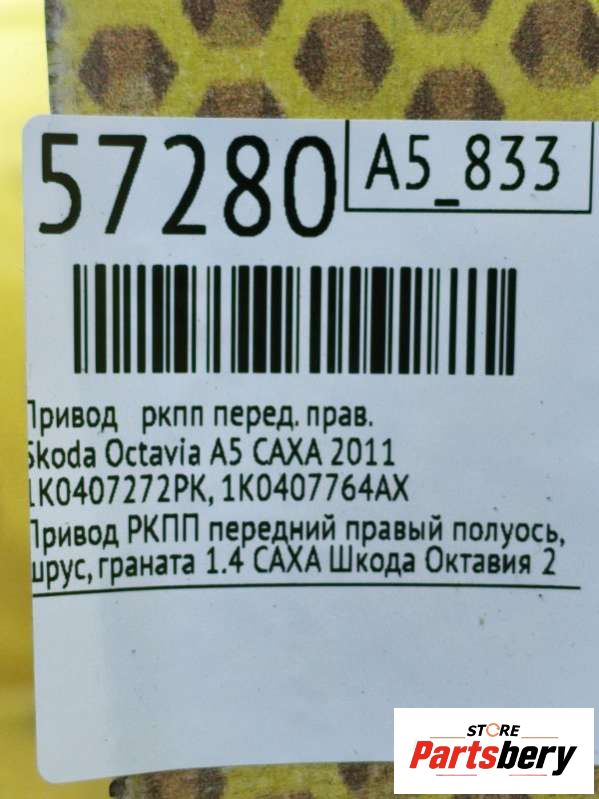 57280
A5_833
Привод ркпп перед. прав.
Skoda Octavia A5 CAXA 2011
1K0407272PK, 1K0407764AX
Привод РКПП передний правый полуось,
шрус, граната 1.4 CAXA Шкода Октавия 2
STORE
Partsbery